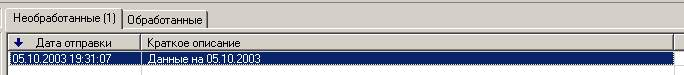 Необработанные (1) Обработанные
Дата отправки Краткое описание
05.10.2003 19:31:07 Данные на 05.10.2003